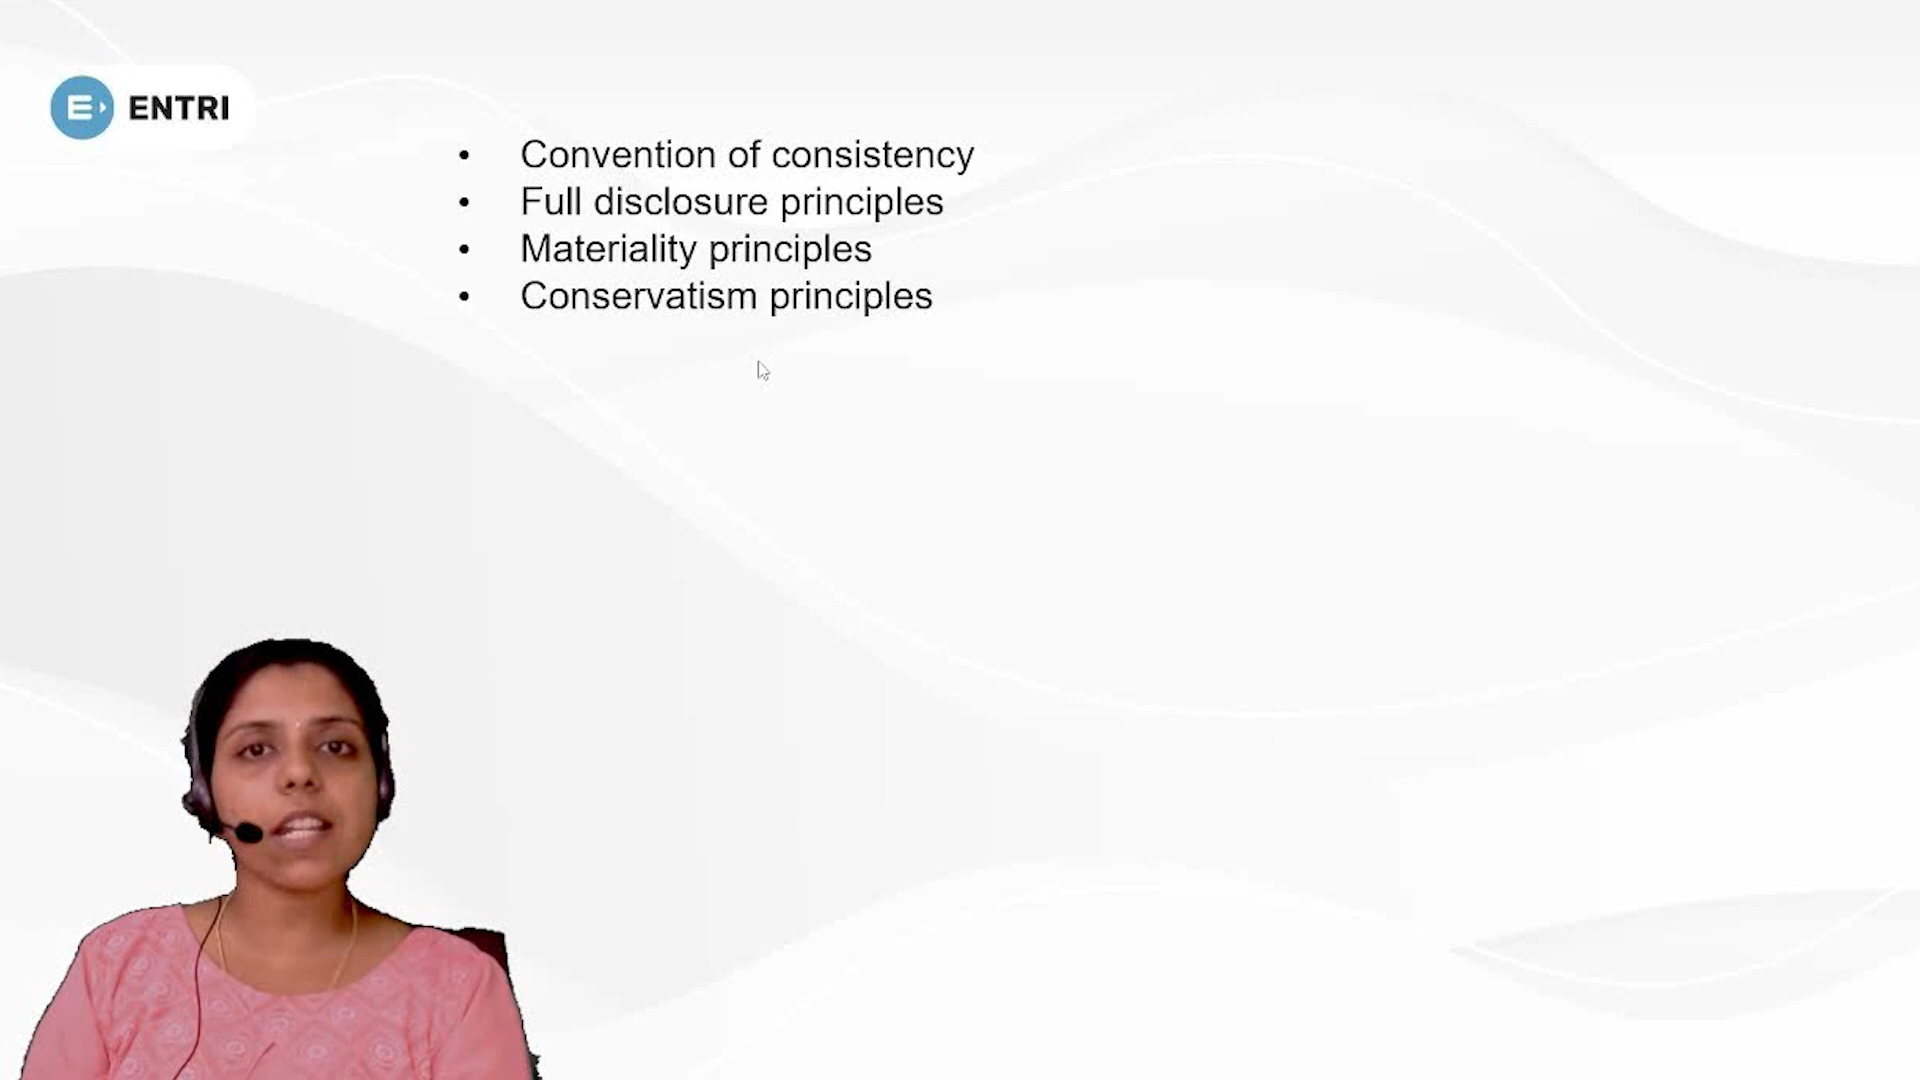 ENTRI
• Convention of consistency
• Full disclosure principles
• Materiality principles
• Conservatism principles